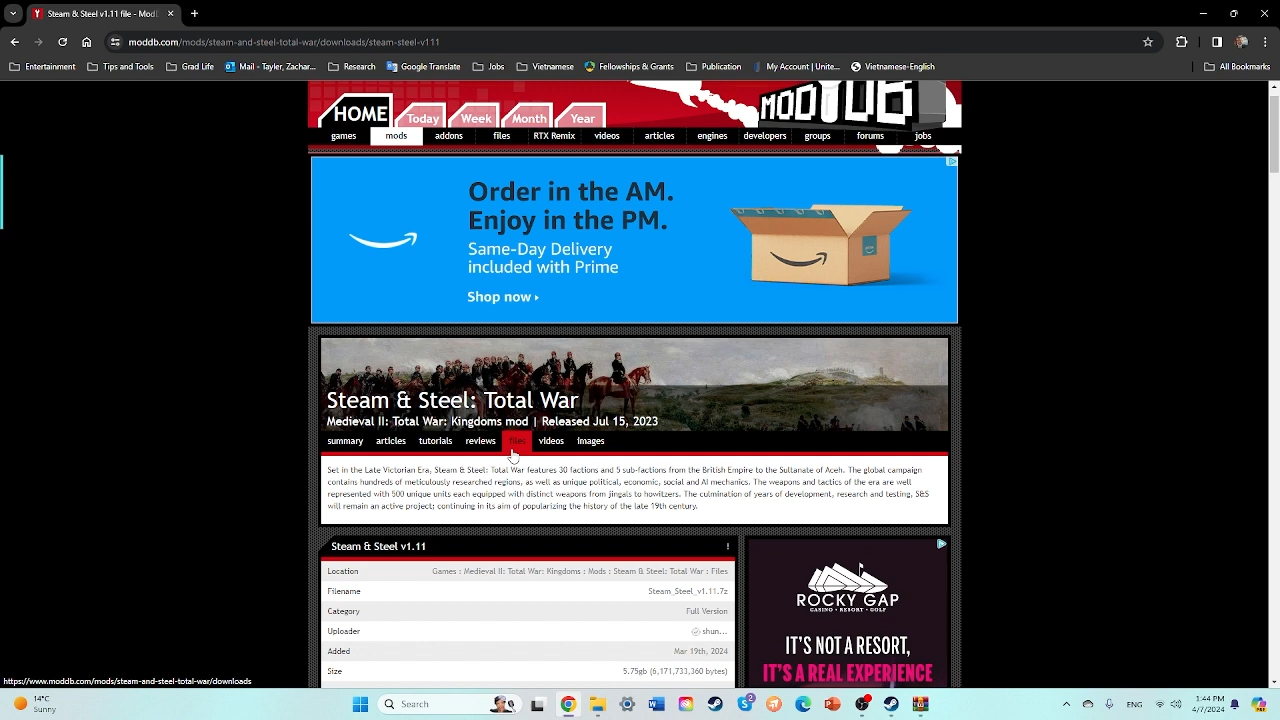 Steam & Steel v1.11 file - Mod
moddb.com/mods/steam-and-steel-total-war/downloads/steam-steel-v111
Entertainment
Tips and Tools
Grad Life
Mail - Tayler, Zachar...
Research
Google Translate
Jobs
Vietnamese
Fellowships & Grants
Publication
My Account | Unite...
Vietnamese-English
All Bookmarks
HOME
Today
Week
Month
Year
games
mods
addons
files
RTX Remix
videos
articles
engines
developers
groups
forums
jobs
Order in the AM.
Enjoy in the PM.
Same-Day Delivery
included with Prime
Shop now
Steam & Steel: Total War
Medieval II: Total War: Kingdoms mod | Released Jul 15, 2023
summary
articles
tutorials
reviews
files
videos
images
Set in the Late Victorian Era, Steam & Steel: Total War features 30 factions and 5 sub-factions from the British Empire to the Sultanate of Aceh. The global campaign
contains hundreds of meticulously researched regions, as well as unique political, economic, social and AI mechanics. The weapons and tactics of the era are well
represented with 500 unique units each equipped with distinct weapons from jingals to howitzers. The culmination of years of development, research and testing, S&S
will remain an active project; continuing in its aim of popularizing the history of the late 19th century.
Steam & Steel v1.11
Location
Games : Medieval II: Total War: Kingdoms : Mods : Steam & Steel: Total War : Files
Filename
Steam_Steel_v1.11.7z
Category
Full Version
Uploader
shun...
Added
Mar 19th, 2024
Size
5.75gb (6,171,733,360 bytes)
ROCKY GAP
CASINO • RESORT • GOLF
IT'S NOT A RESORT,
IT'S A REAL EXPERIENCE
https://www.moddb.com/mods/steam-and-steel-total-war/downloads
14°C
Sunny
Search
2
ENG
1:44 PM
4/7/2024